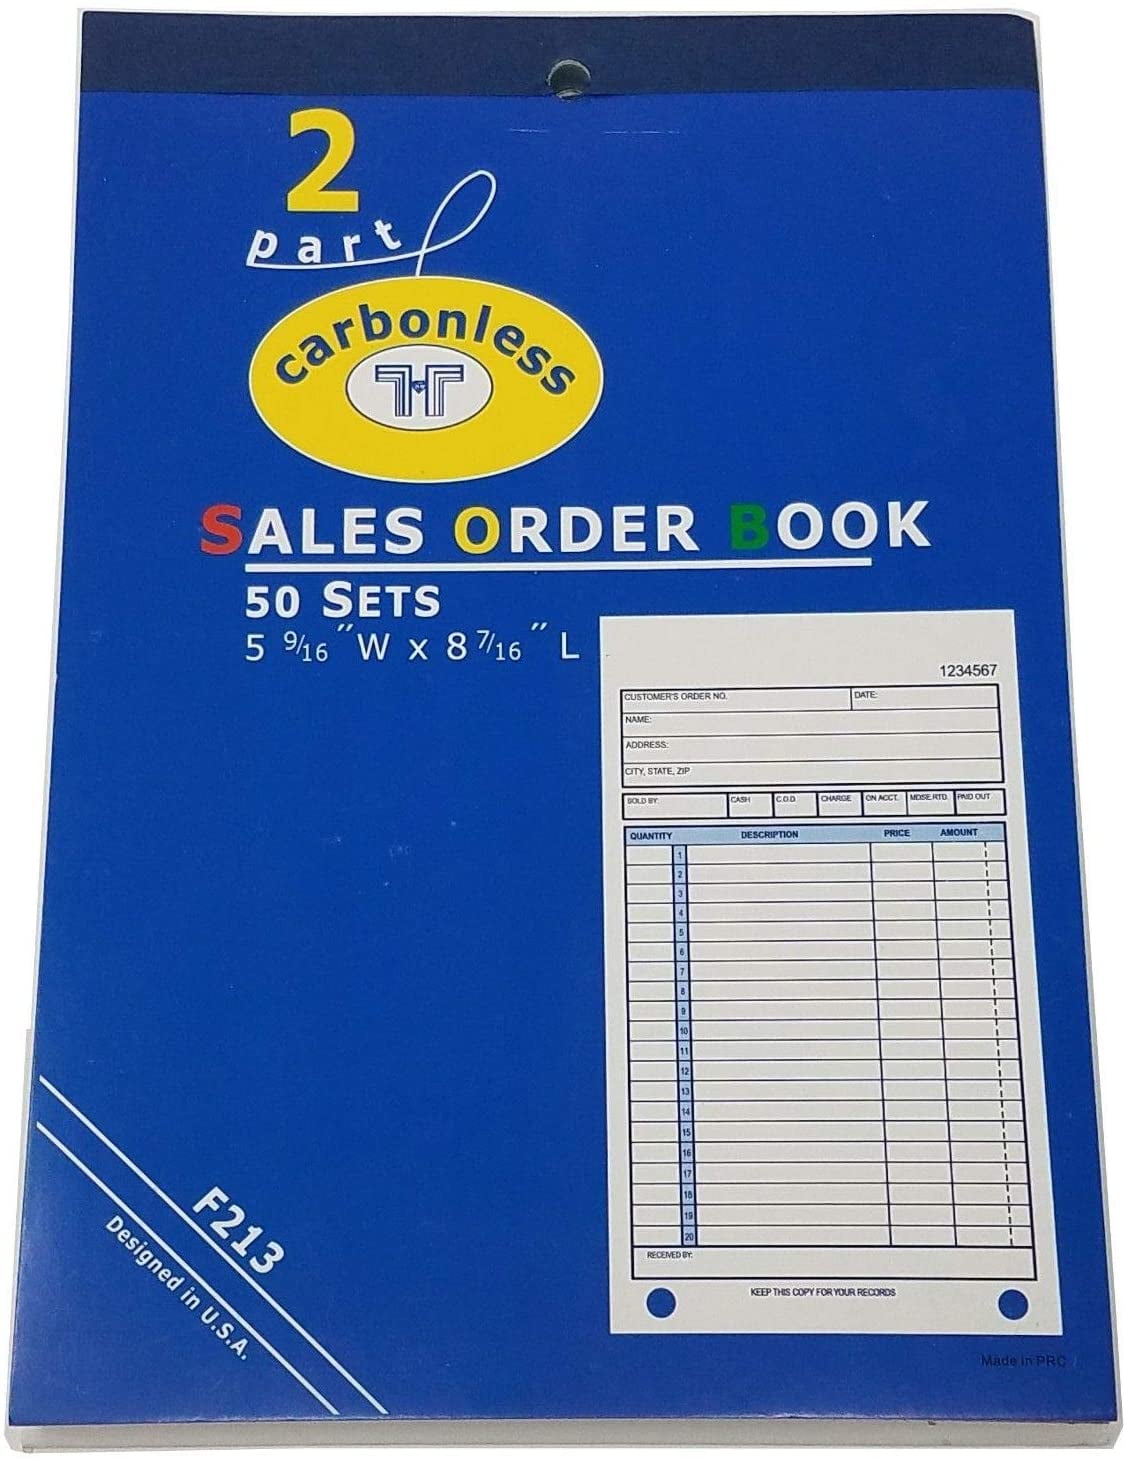 2
part
carbonless
SALES ORDER BOOK
50 SETS
5 9/16 "W x 8 7/16 " L
1234567
CUSTOMER'S ORDER NO. DATE:
NAME:
ADDRESS:
CITY, STATE, ZIP
SOLD BY: CASH C.O.D. CHARGE ON ACCT. MDSE.RTD. PAID OUT
QUANTITY DESCRIPTION PRICE AMOUNT
1
2
3
4
5
6
7
8
9
10
11
12
13
14
15
16
17
18
19
20
RECEIVED BY:
KEEP THIS COPY FOR YOUR RECORDS
F213
Designed in U.S.A.
Made in PRC